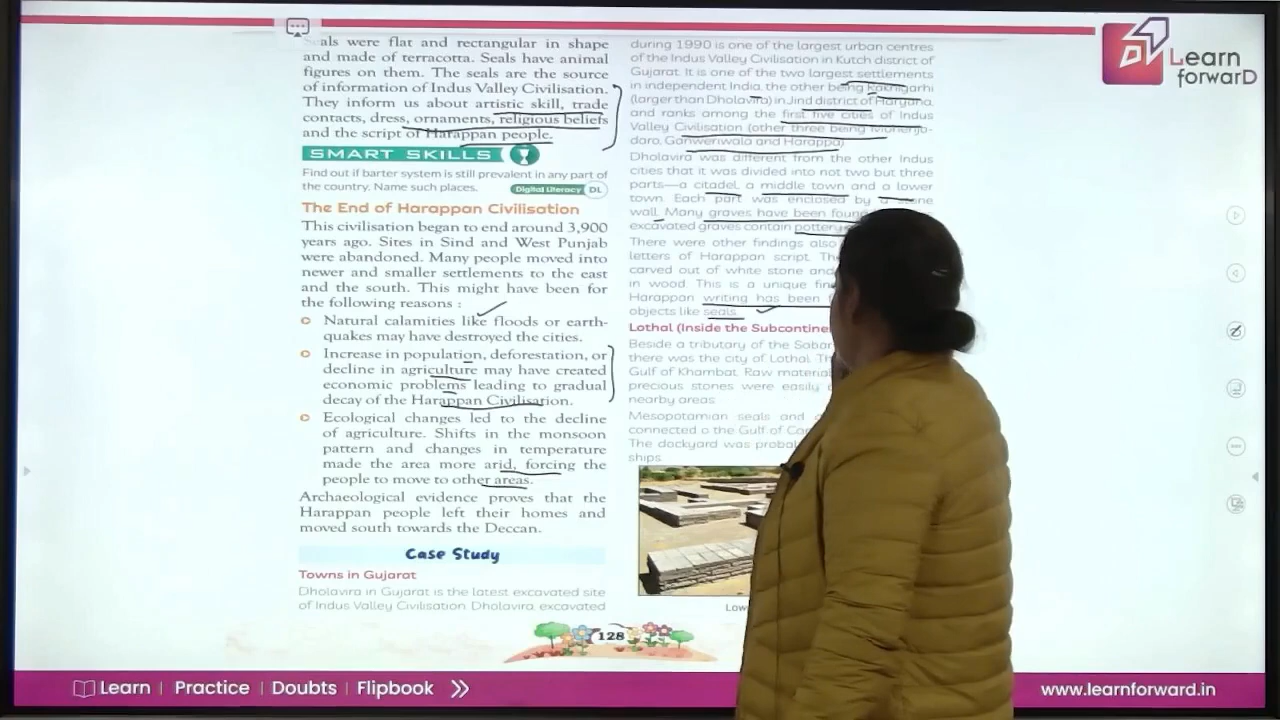 Learn
forwarD
eals were flat and rectangular in shape
and made of terracotta. Seals have animal
figures on them. The seals are the source
of information of Indus Valley Civilisation.
They inform us about artistic skill, trade
contacts, dress, ornaments, religious beliefs
and the script of Harappan people.
SMART SKILLS
Find out if barter system is still prevalent in any part of
the country. Name such places. Digital Literacy DL
The End of Harappan Civilisation
This civilisation began to end around 3,900
years ago. Sites in Sind and West Punjab
were abandoned. Many people moved into
newer and smaller settlements to the east
and the south. This might have been for
the following reasons :
Natural calamities like floods or earth-
quakes may have destroyed the cities.
Increase in population, deforestation, or
decline in agriculture may have created
economic problems leading to gradual
decay of the Harappan Civilisation.
Ecological changes led to the decline
of agriculture. Shifts in the monsoon
pattern and changes in temperature
made the area more arid, forcing the
people to move to other areas.
Archaeological evidence proves that the
Harappan people left their homes and
moved south towards the Deccan.
Case Study
Towns in Gujarat
Dholavira in Gujarat is the latest excavated site
of Indus Valley Civilisation Dholavira, excavated
during 1990 is one of the largest urban centres
of the Indus Valley Civilisation in Kutch district of
Gujarat. It is one of the two largest settlements
in independent India, the other being Rakhigarhi
(larger than Dholavira) in Jind district of Haryana,
and ranks among the first five cities of Indus
Valley Civilisation (other three being Mohenja-
daro, Ganweriwala and Harappa)
Dholavira was different from the other Indus
cities that it was divided into not two but three
parts—a citadel, a middle town and a lower
town. Each part was enclosed by a stone
wall. Many graves have been foun
excavated graves contain pottery
There were other findings also
letters of Harappan script. Th
carved out of white stone and
in wood. This is a unique fin
Harappan writing has been
objects like seals.
Lothal (Inside the Subcontine
Beside a tributary of the Sabar
there was the city of Lothal. Th
Gulf of Khambat. Raw material
precious stones were easily
nearby areas.
Mesopotamian seals and
connected o the Gulf of Ca
The dockyard was probab
ships.
Low
128
Learn | Practice | Doubts | Flipbook
www.learnforward.in